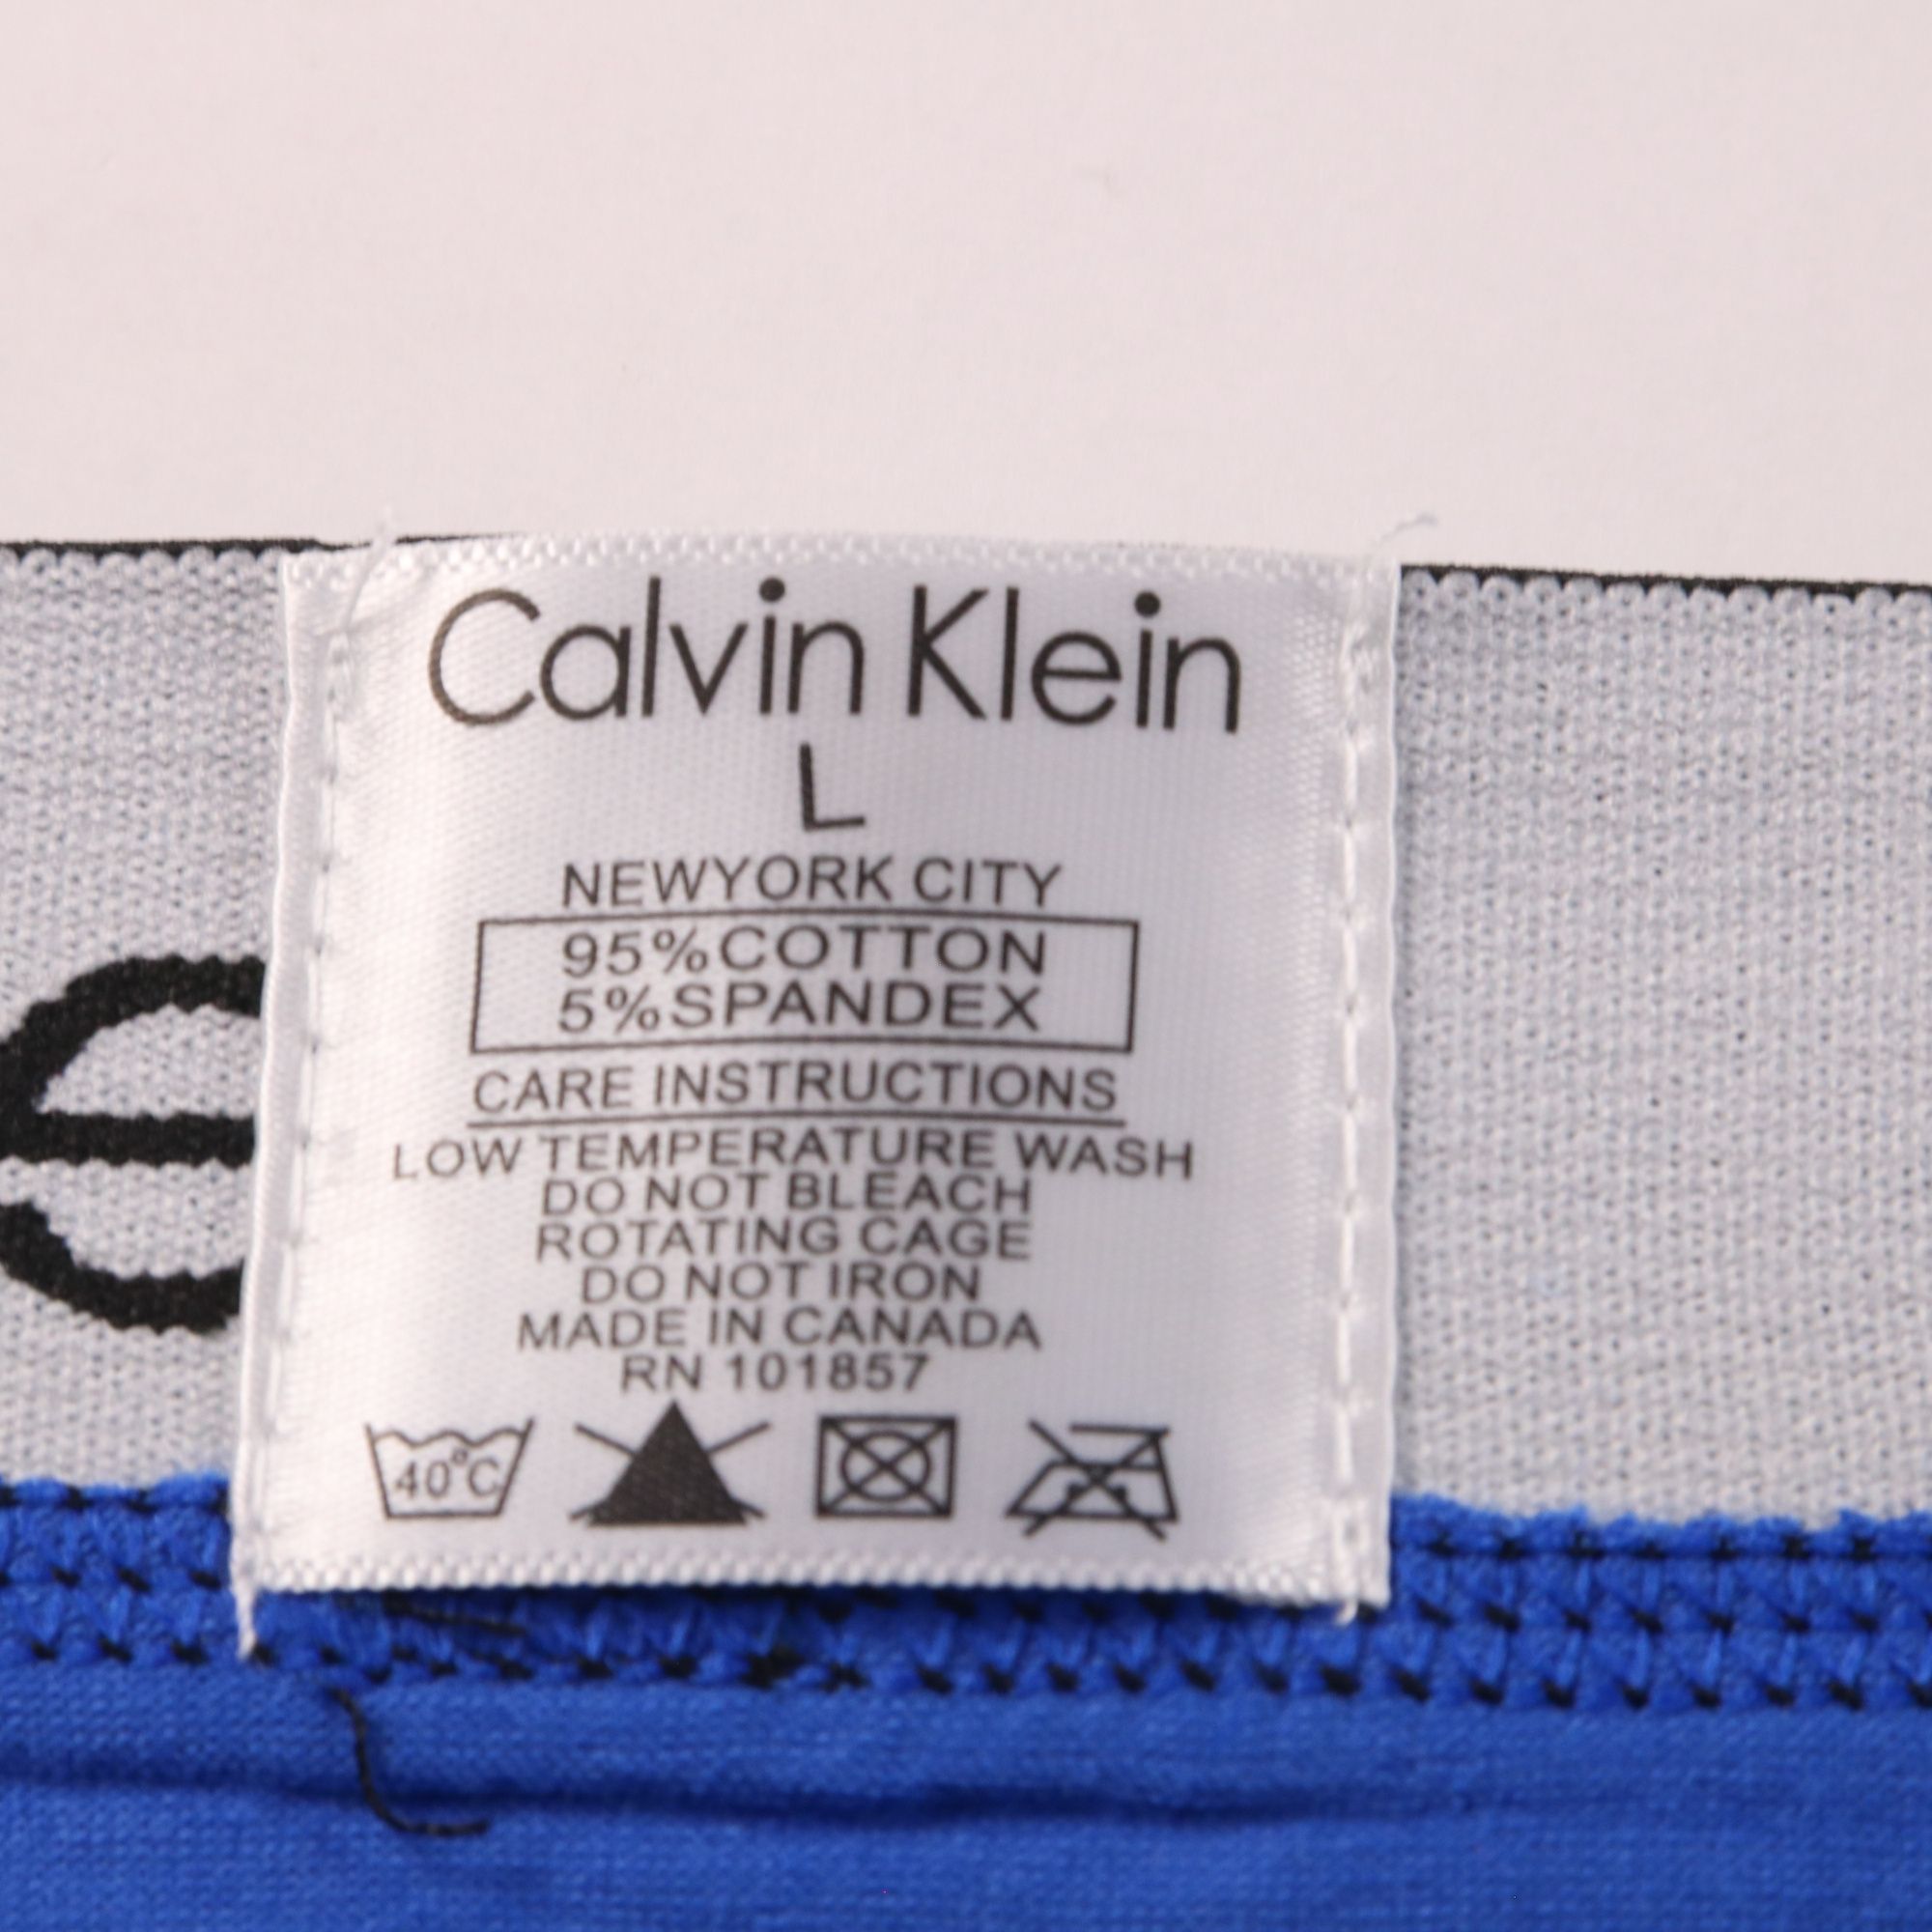 Calvin Klein
L
NEWYORK CITY
95%COTTON
5%SPANDEX
CARE INSTRUCTIONS
LOW TEMPERATURE WASH
DO NOT BLEACH
ROTATING CAGE
DO NOT IRON
MADE IN CANADA
RN 101857
40°C
e